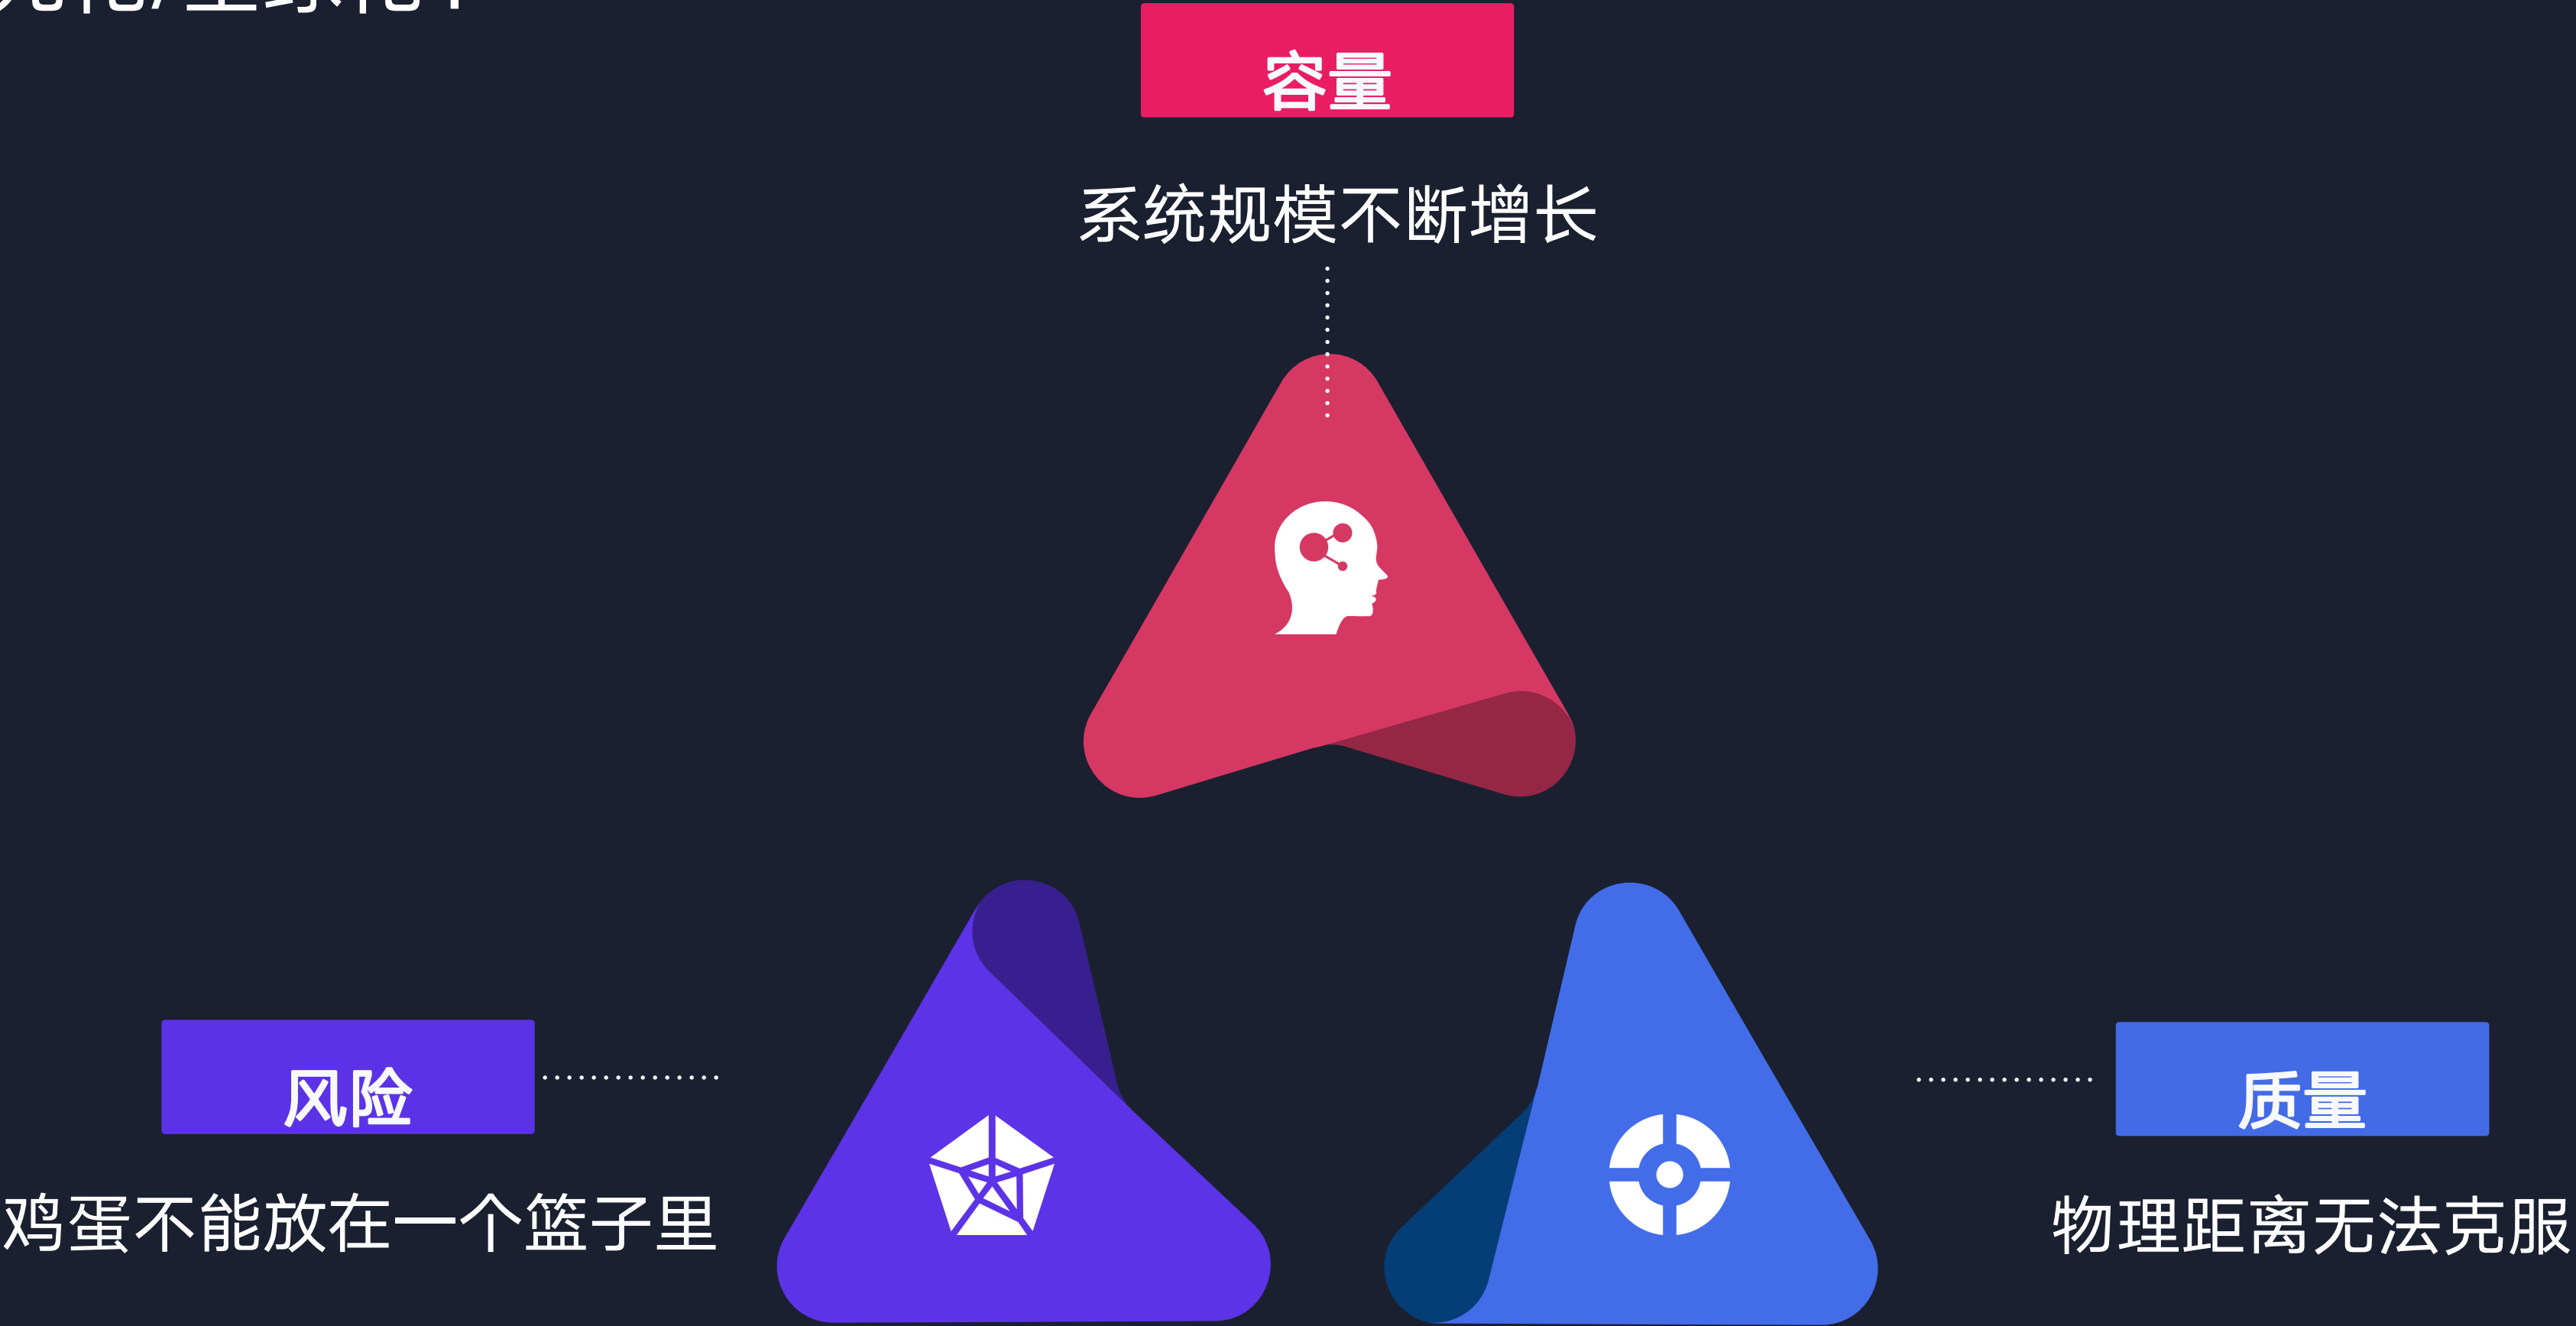 容量
系统规模不断增长
风险
质量
鸡蛋不能放在一个篮子里
物理距离无法克服